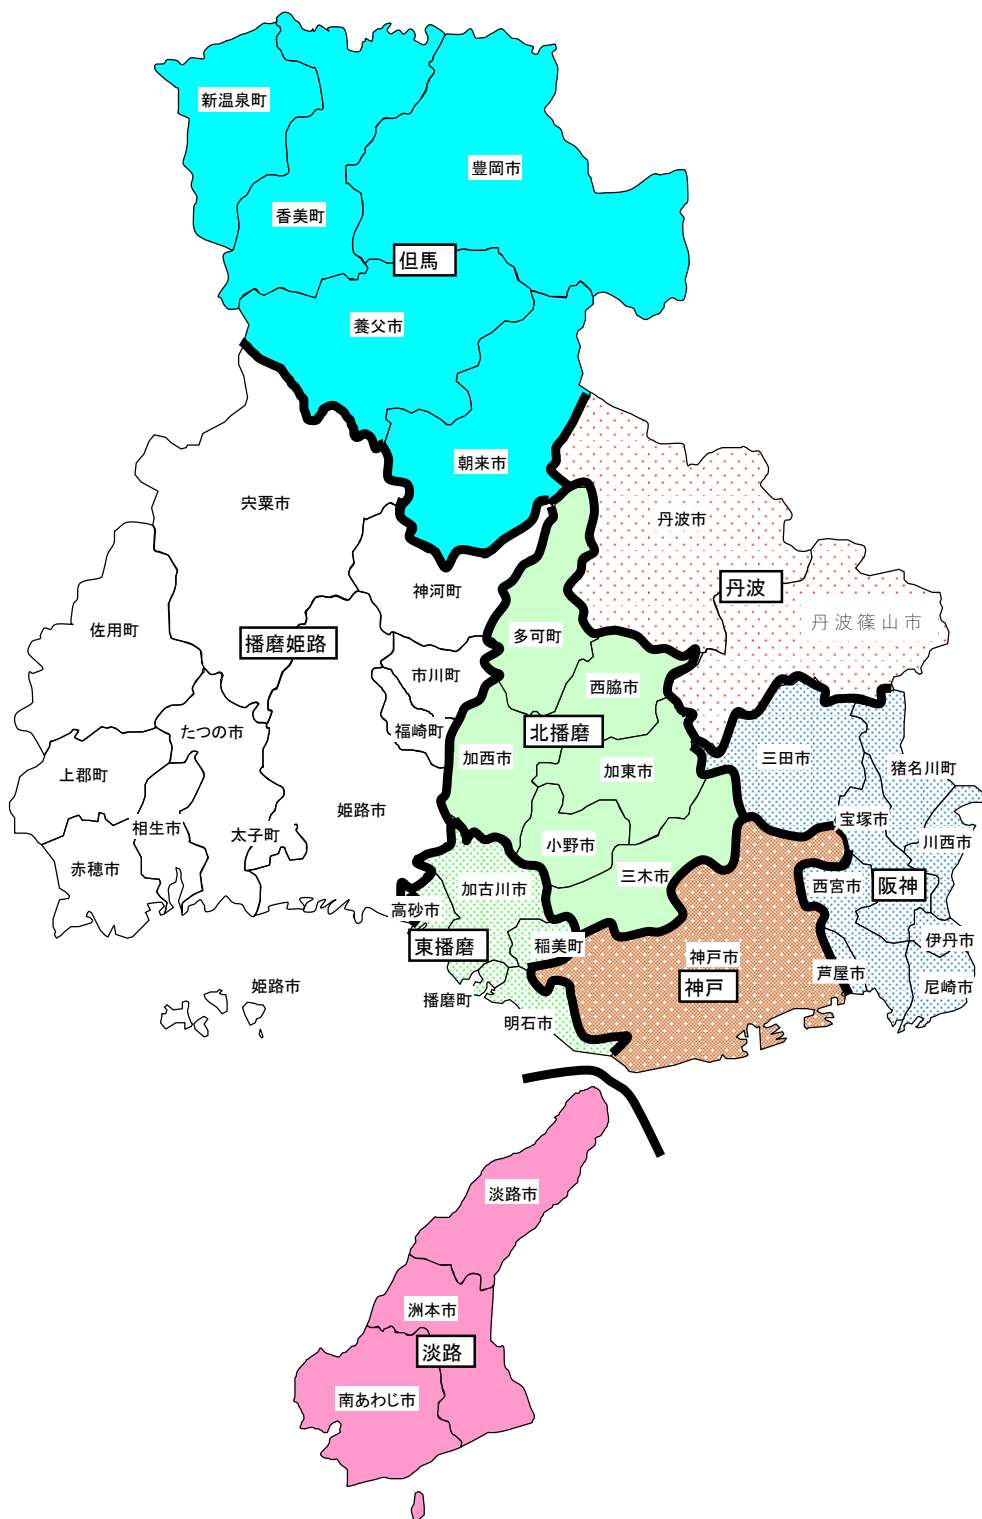 新温泉町
豊岡市
香美町
但馬
養父市
朝来市
宍粟市
丹波市
神河町
丹波
丹波篠山市
佐用町
多可町
播磨姫路
市川町
西脇市
たつの市
福崎町
北播磨
加西市
三田市
猪名川町
上郡町
加東市
姫路市
宝塚市
相生市
太子町
川西市
小野市
赤穂市
三木市
加古川市
西宮市
阪神
高砂市
東播磨
稲美町
伊丹市
神戸市
芦屋市
神戸
尼崎市
姫路市
播磨町
明石市
淡路市
洲本市
淡路
南あわじ市